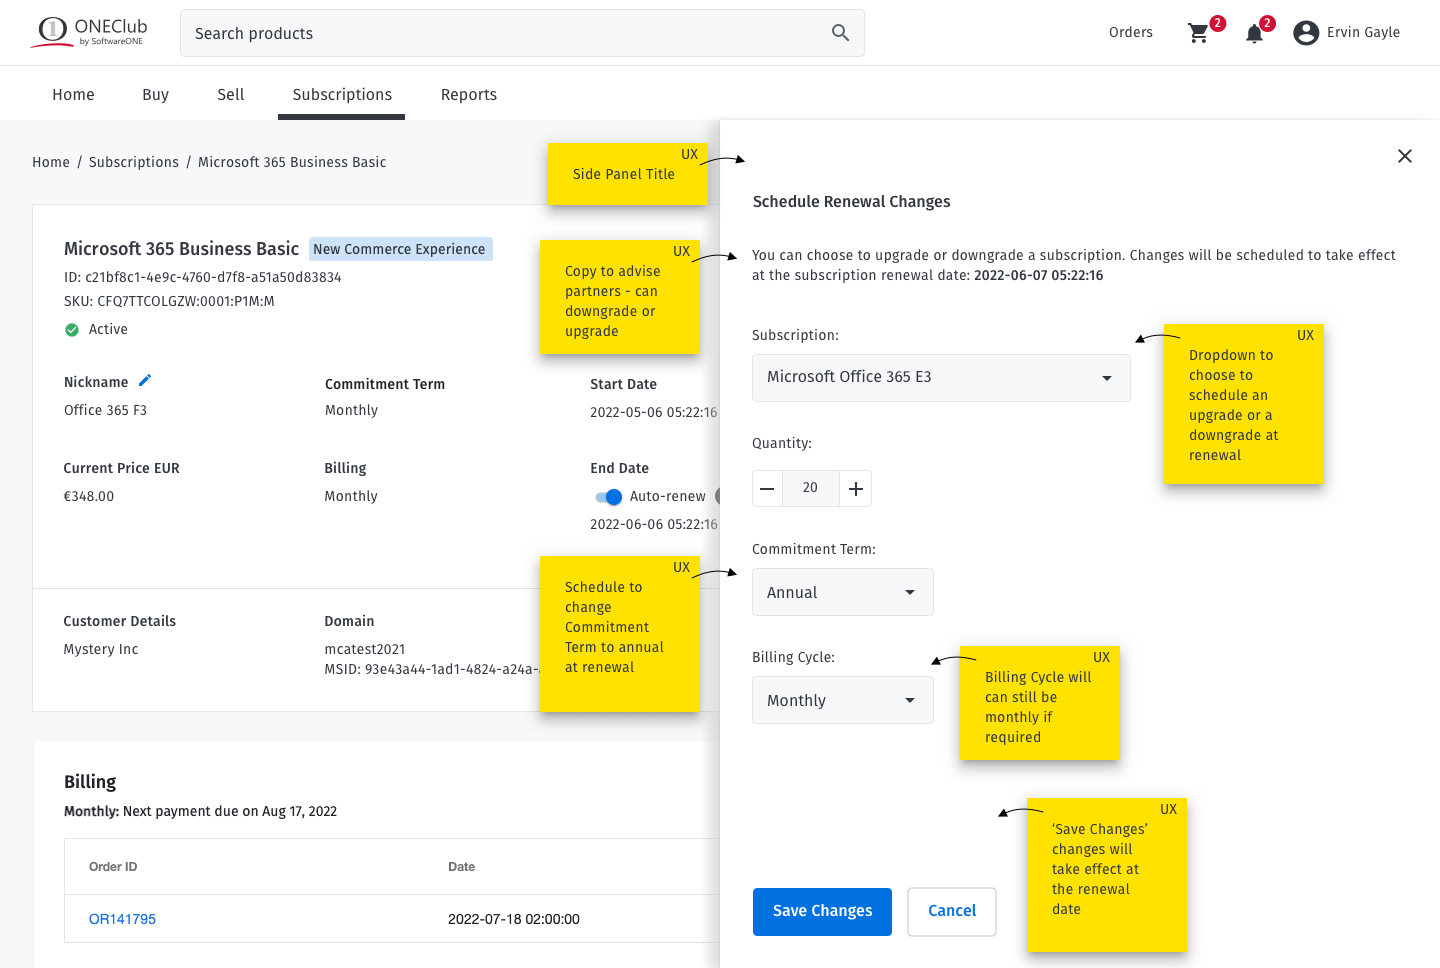 ONEClub
by SoftwareONE
Search products
Orders
2
2
Ervin Gayle
Home
Buy
Sell
Subscriptions
Reports
Home / Subscriptions / Microsoft 365 Business Basic
Microsoft 365 Business Basic
New Commerce Experience
ID: c21bf8c1-4e9c-4760-d7f8-a51a50d83834
SKU: CFQ7TTCOLGZW:0001:P1M:M
Active
Nickname
Office 365 F3
Commitment Term
Monthly
Start Date
2022-05-06 05:22:16
Current Price EUR
€348.00
Billing
Monthly
End Date
Auto-renew
2022-06-06 05:22:16
Customer Details
Mystery Inc
Domain
mcatest2021
MSID: 93e43a44-1ad1-4824-a24a-
Billing
Monthly: Next payment due on Aug 17, 2022
Order ID
Date
OR141795
2022-07-18 02:00:00
UX
Side Panel Title
UX
Copy to advise
partners - can
downgrade or
upgrade
UX
Schedule to
change
Commitment
Term to annual
at renewal
Schedule Renewal Changes
You can choose to upgrade or downgrade a subscription. Changes will be scheduled to take effect
at the subscription renewal date: 2022-06-07 05:22:16
Subscription:
Microsoft Office 365 E3
UX
Dropdown to
choose to
schedule an
upgrade or a
downgrade at
renewal
Quantity:
20
Commitment Term:
Annual
Billing Cycle:
Monthly
UX
Billing Cycle will
can still be
monthly if
required
UX
‘Save Changes’
changes will
take effect at
the renewal
date
Save Changes
Cancel